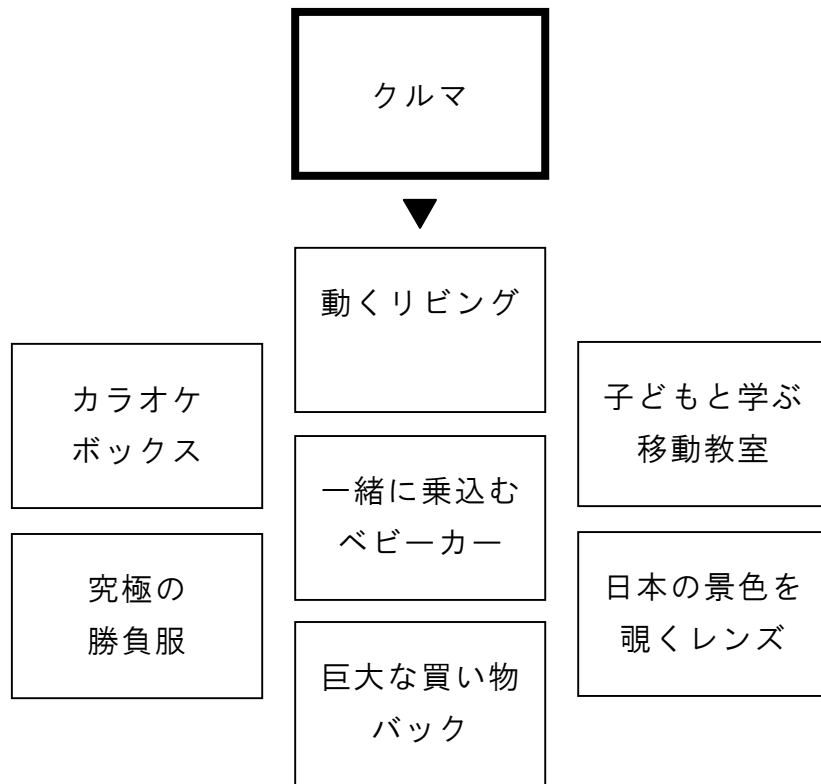 クルマ
動くリビング
カラオケ
ボックス
一緒に乗込む
ベビーカー
子どもと学ぶ
移動教室
究極の
勝負服
巨大な買い物
バック
日本の景色を
覗くレンズ